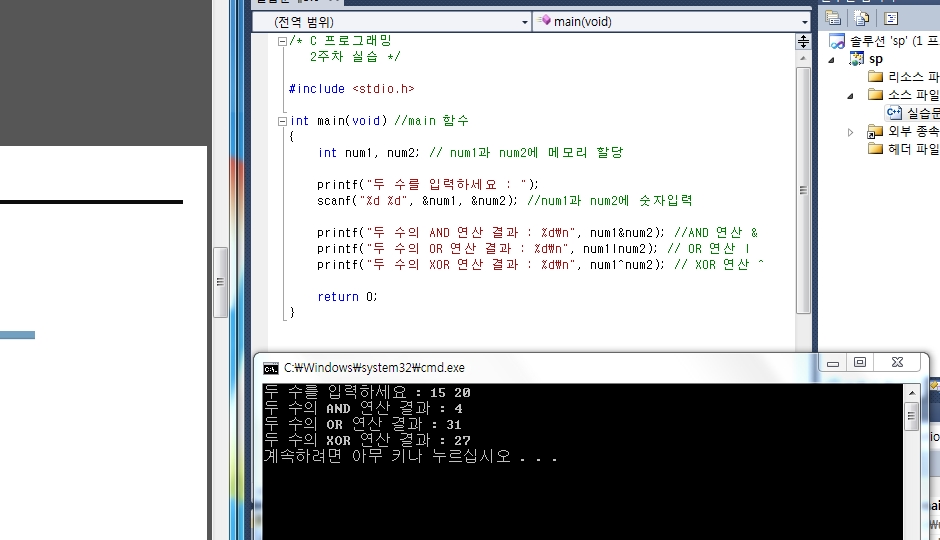 (전역 범위)
main(void)
/* C 프로그래밍
2주차 실습 */
#include <stdio.h>
int main(void) //main 함수
{
int num1, num2; // num1과 num2에 메모리 할당
printf("두 수를 입력하세요 : ");
scanf("%d %d", &num1, &num2); //num1과 num2에 숫자입력
printf("두 수의 AND 연산 결과 : %d₩n", num1&num2); //AND 연산 &
printf("두 수의 OR 연산 결과 : %d₩n", num1|num2); // OR 연산 |
printf("두 수의 XOR 연산 결과 : %d₩n", num1^num2); // XOR 연산 ^
return 0;
}
솔루션 'sp' (1 프
sp
리소스 파
소스 파일
실습문
외부 종속
헤더 파일
C:₩Windows₩system32₩cmd.exe
두 수를 입력하세요 : 15 20
두 수의 AND 연산 결과 : 4
두 수의 OR 연산 결과 : 31
두 수의 XOR 연산 결과 : 27
계속하려면 아무 키나 누르십시오 . . .